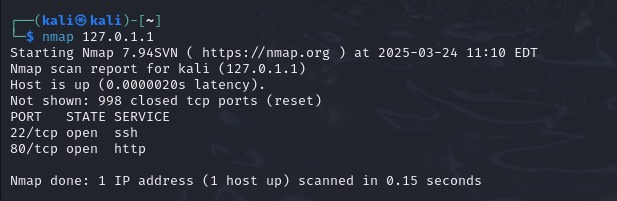 ┌──(kali㉿kali)-[~]
└─$ nmap 127.0.1.1
Starting Nmap 7.94SVN ( https://nmap.org ) at 2025-03-24 11:10 EDT
Nmap scan report for kali (127.0.1.1)
Host is up (0.0000020s latency).
Not shown: 998 closed tcp ports (reset)
PORT   STATE SERVICE
22/tcp open  ssh
80/tcp open  http

Nmap done: 1 IP address (1 host up) scanned in 0.15 seconds